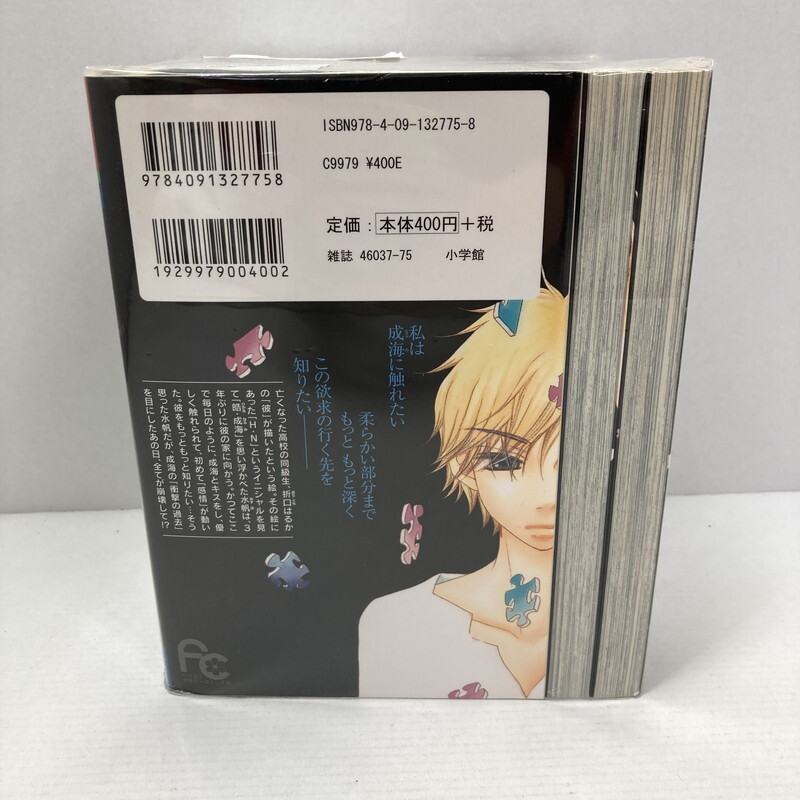 ISBN978-4-09-132775-8
9784091327758
C9979 ¥400E
定価：本体400円＋税
1929979004002
雑誌 46037-75 小学館
私は
成海に触れたい
柔らかい部分まで
もっと もっと深く
この欲求の行く先を
知りたい――
亡くなった高校の同級生、折口はるか
の「彼」が描いたという絵。その絵に
あった「H・N」というイニシャルを見
て「皓 成海」を思い浮かべた水帆は、3
年ぶりに彼の家に向かう。かつてここ
で毎日のように、成海とキスをし、優
しく触れられて、初めて「感情」が動い
た。彼をもっともっと知りたい…そう
思った水帆だが、成海の「衝撃の過去」
を目にしたあの日、全てが崩壊して!?
FC
フラワーコミックス